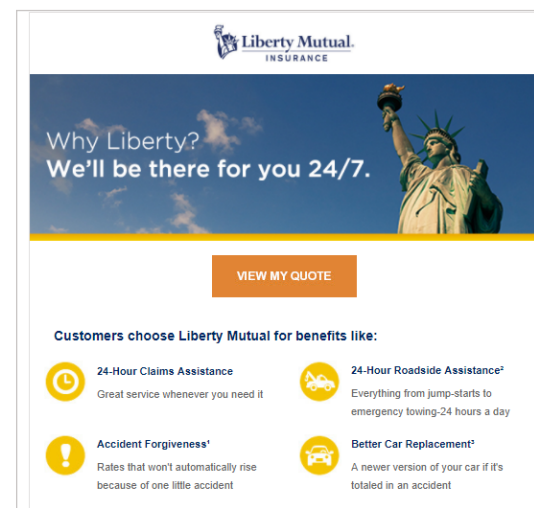 Liberty Mutual.
INSURANCE
Why Liberty?
We'll be there for you 24/7.
VIEW MY QUOTE
Customers choose Liberty Mutual for benefits like:
24-Hour Claims Assistance
Great service whenever you need it
24-Hour Roadside Assistance²
Everything from jump-starts to
emergency towing-24 hours a day
Accident Forgiveness¹
Rates that won't automatically rise
because of one little accident
Better Car Replacement³
A newer version of your car if it's
totaled in an accident